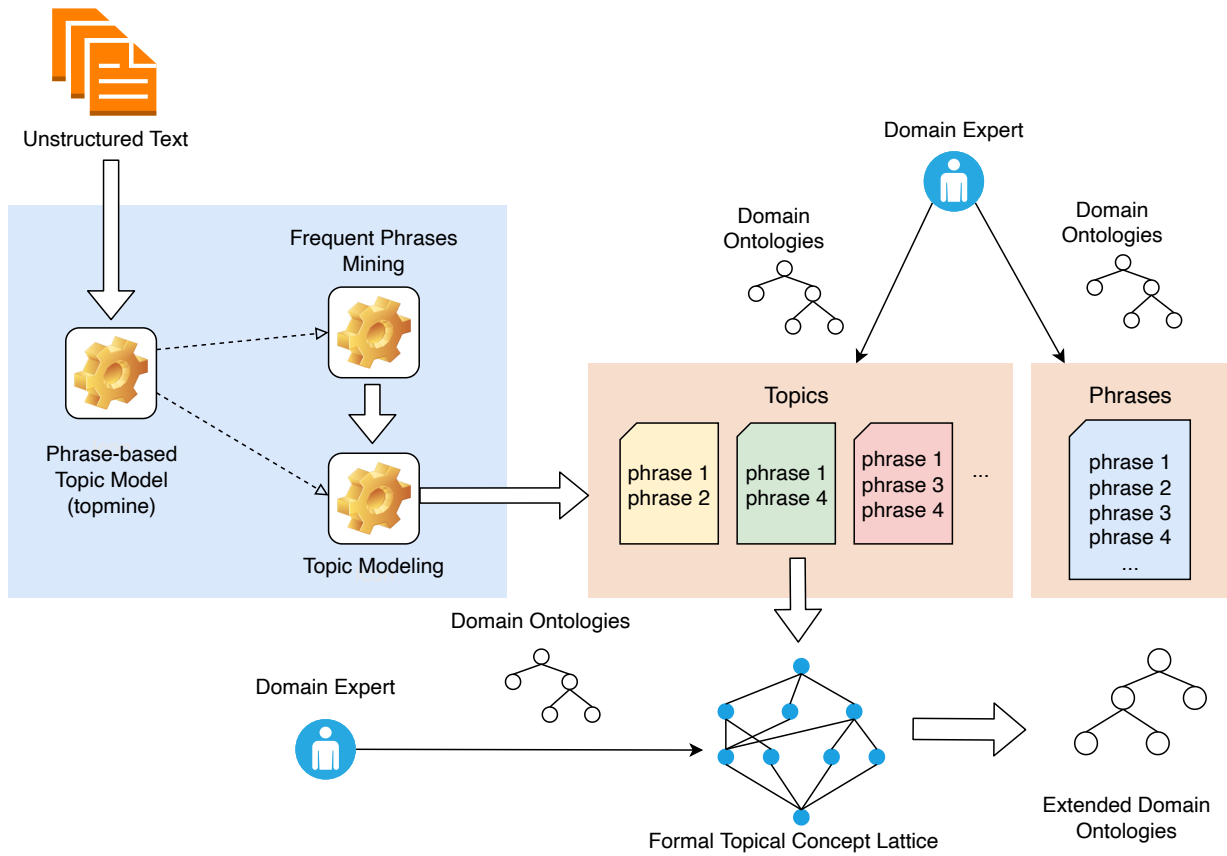 Unstructured Text
Domain Expert
Domain
Ontologies
Domain
Ontologies
Frequent Phrases
Mining
Phrase-based
Topic Model
(topmine)
Topic Modeling
Topics
phrase 1
phrase 2
phrase 1
phrase 4
phrase 1
phrase 3
phrase 4
...
Phrases
phrase 1
phrase 2
phrase 3
phrase 4
...
Domain Ontologies
Domain Expert
Formal Topical Concept Lattice
Extended Domain
Ontologies